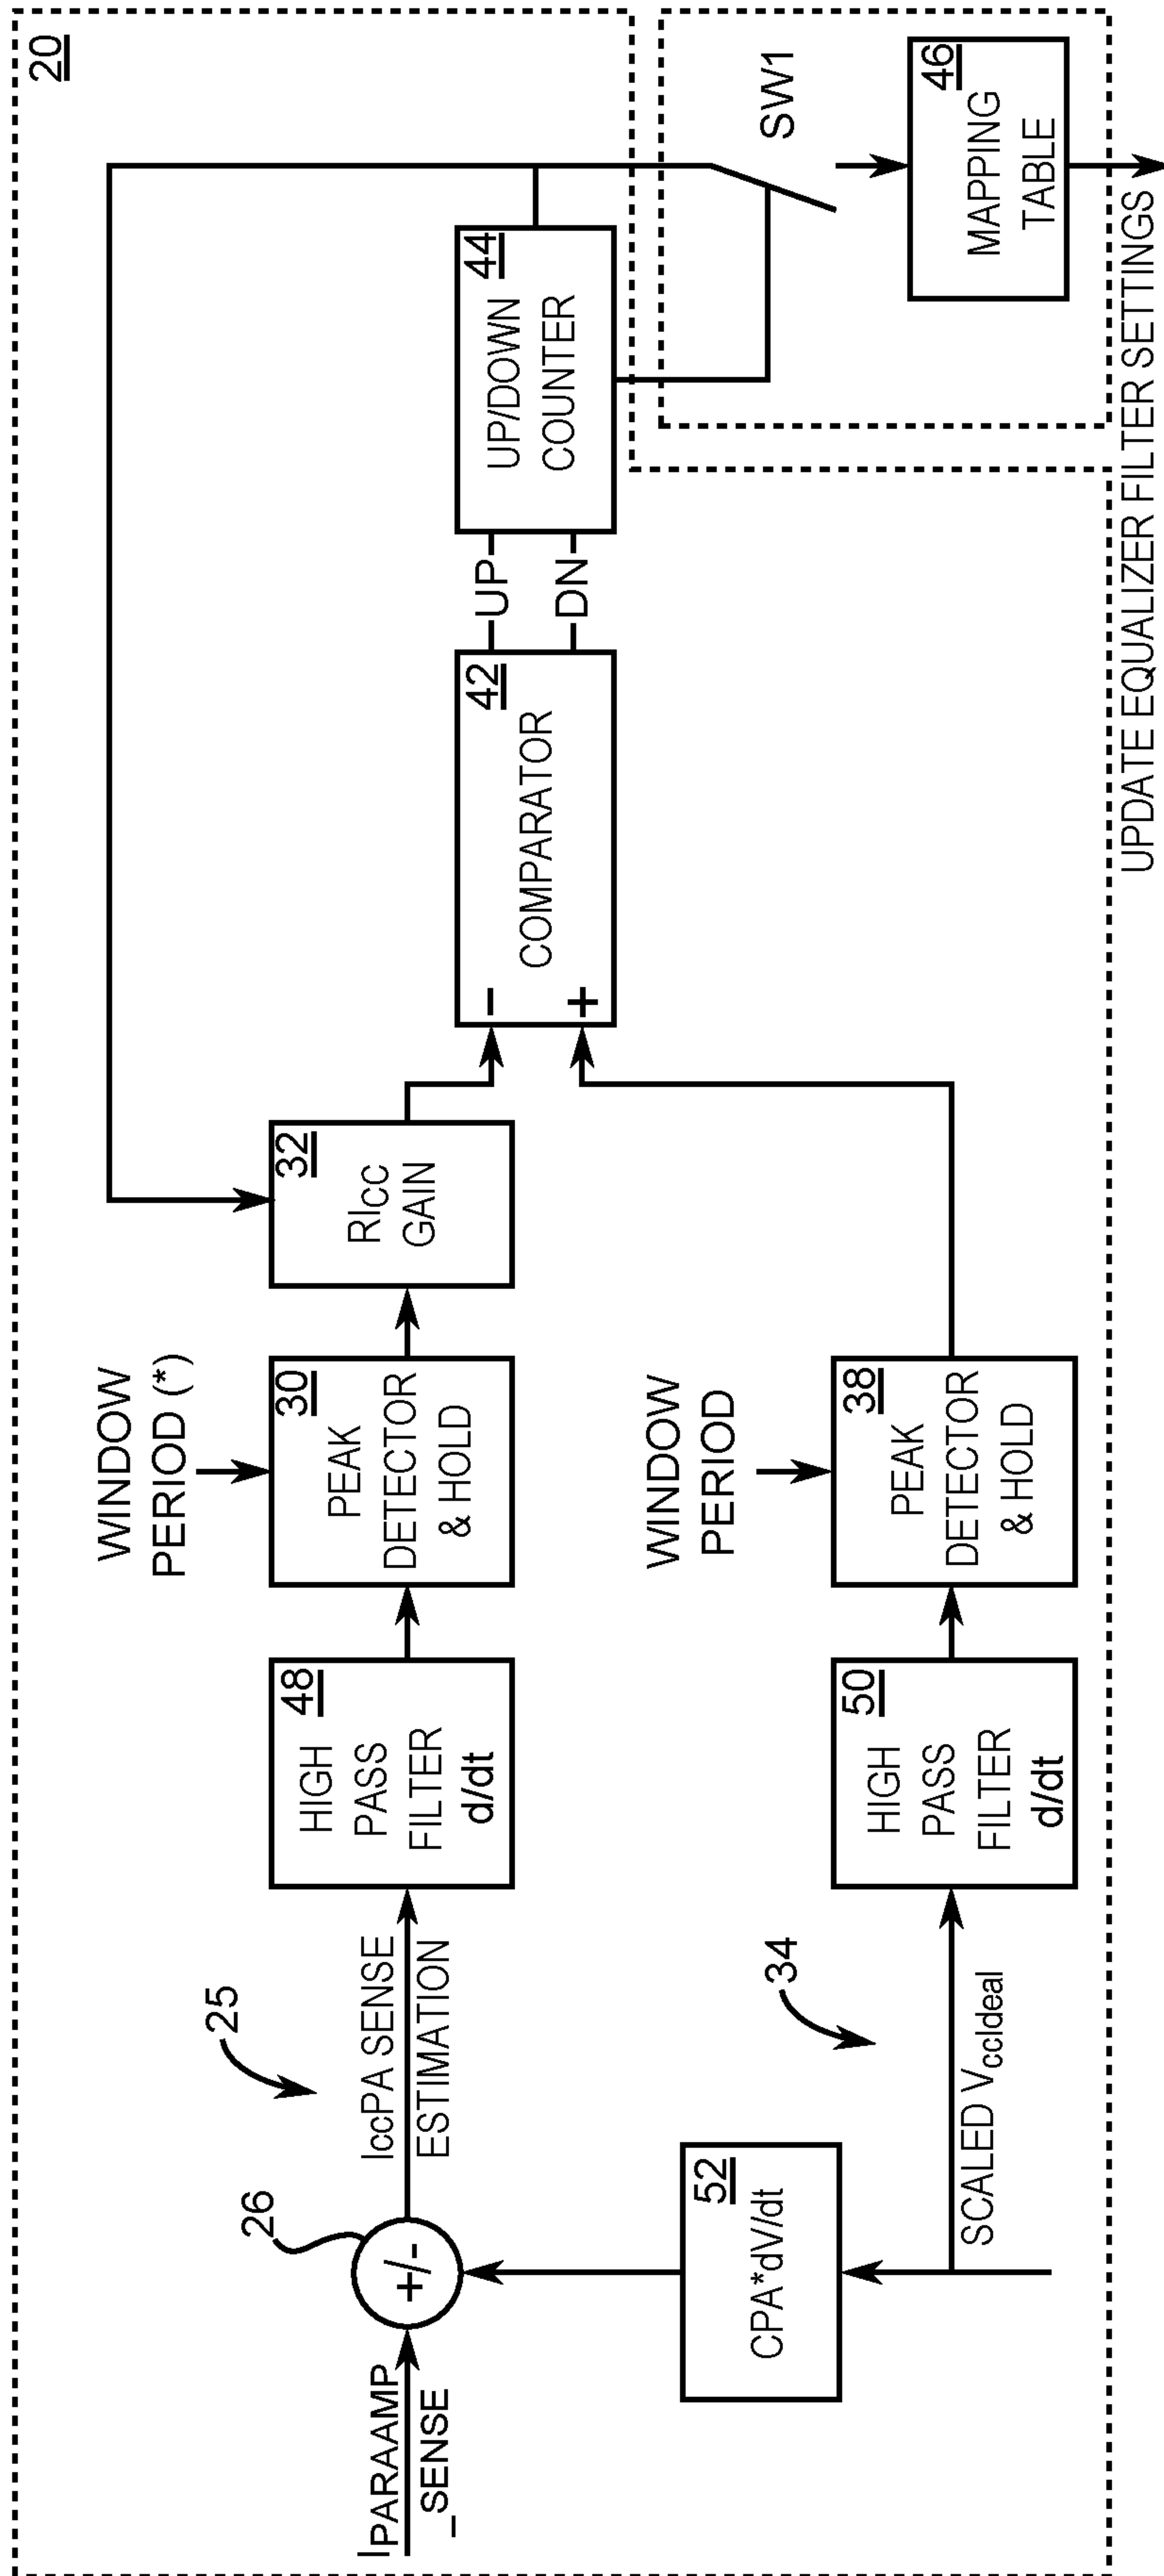 20
WINDOW
PERIOD (*)
25
26
IPARAAMP
_SENSE
+/-
IccPA SENSE
ESTIMATION
48
HIGH
PASS
FILTER
d/dt
30
PEAK
DETECTOR
& HOLD
32
RICC
GAIN
42
-
+
COMPARATOR
UP
DN
44
UP/DOWN
COUNTER
SW1
46
MAPPING
TABLE
UPDATE EQUALIZER FILTER SETTINGS
52
CPA*dV/dt
34
SCALED Vccideal
50
HIGH
PASS
FILTER
d/dt
WINDOW
PERIOD
38
PEAK
DETECTOR
& HOLD